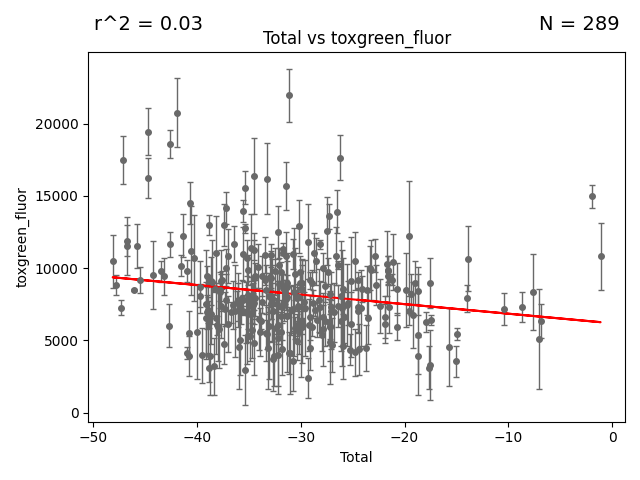 r^2 = 0.03
N = 289
Total vs toxgreen_fluor
20000
15000
10000
5000
0
toxgreen_fluor
−50
−40
−30
−20
−10
0
Total